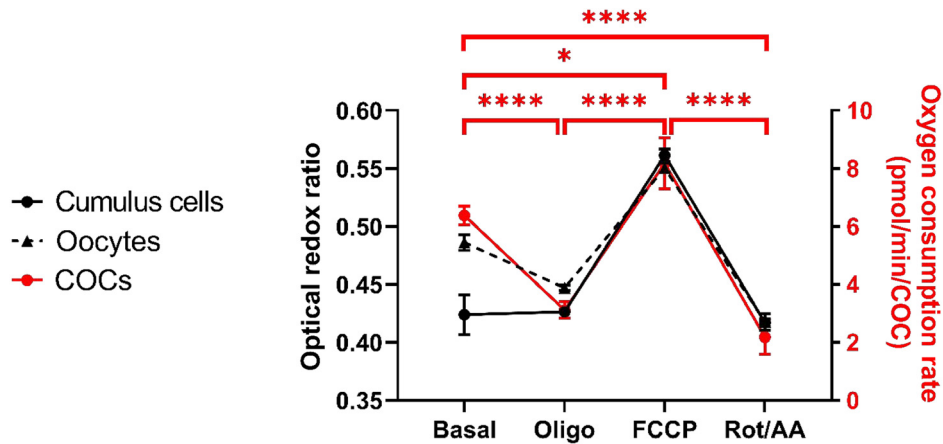 ****
*
**** **** ****
Cumulus cells
Oocytes
COCs
Optical redox ratio
0.60
0.55
0.50
0.45
0.40
0.35
10
8
6
4
2
0
Oxygen consumption rate
(pmol/min/COC)
Basal Oligo FCCP Rot/AA